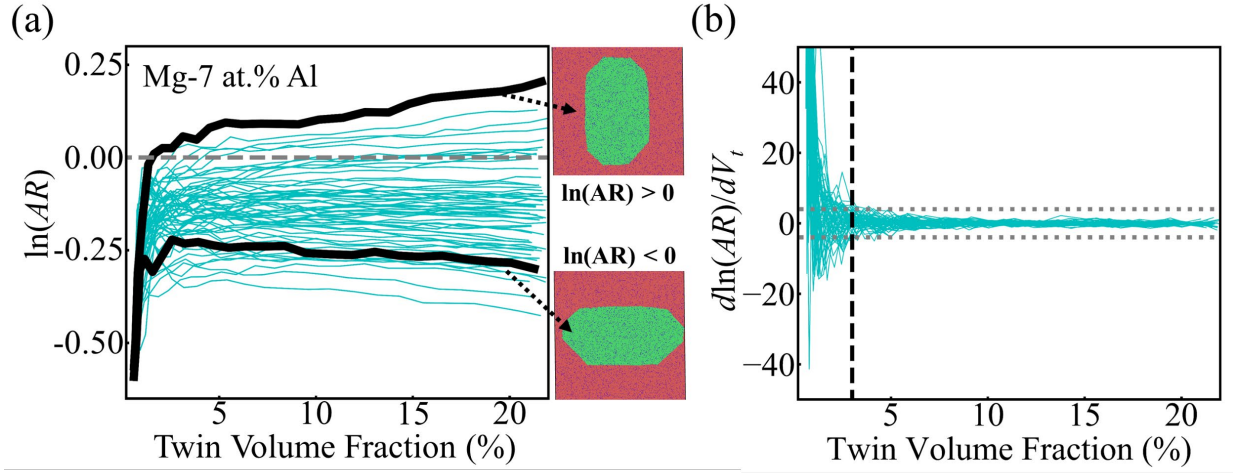 (a)
0.25
0.00
-0.25
-0.50
ln(AR)
Mg-7 at.% Al
5
10
15
20
Twin Volume Fraction (%)
ln(AR) > 0
ln(AR) < 0
(b)
40
20
0
−20
−40
dln(AR)/dVt
5
10
15
20
Twin Volume Fraction (%)